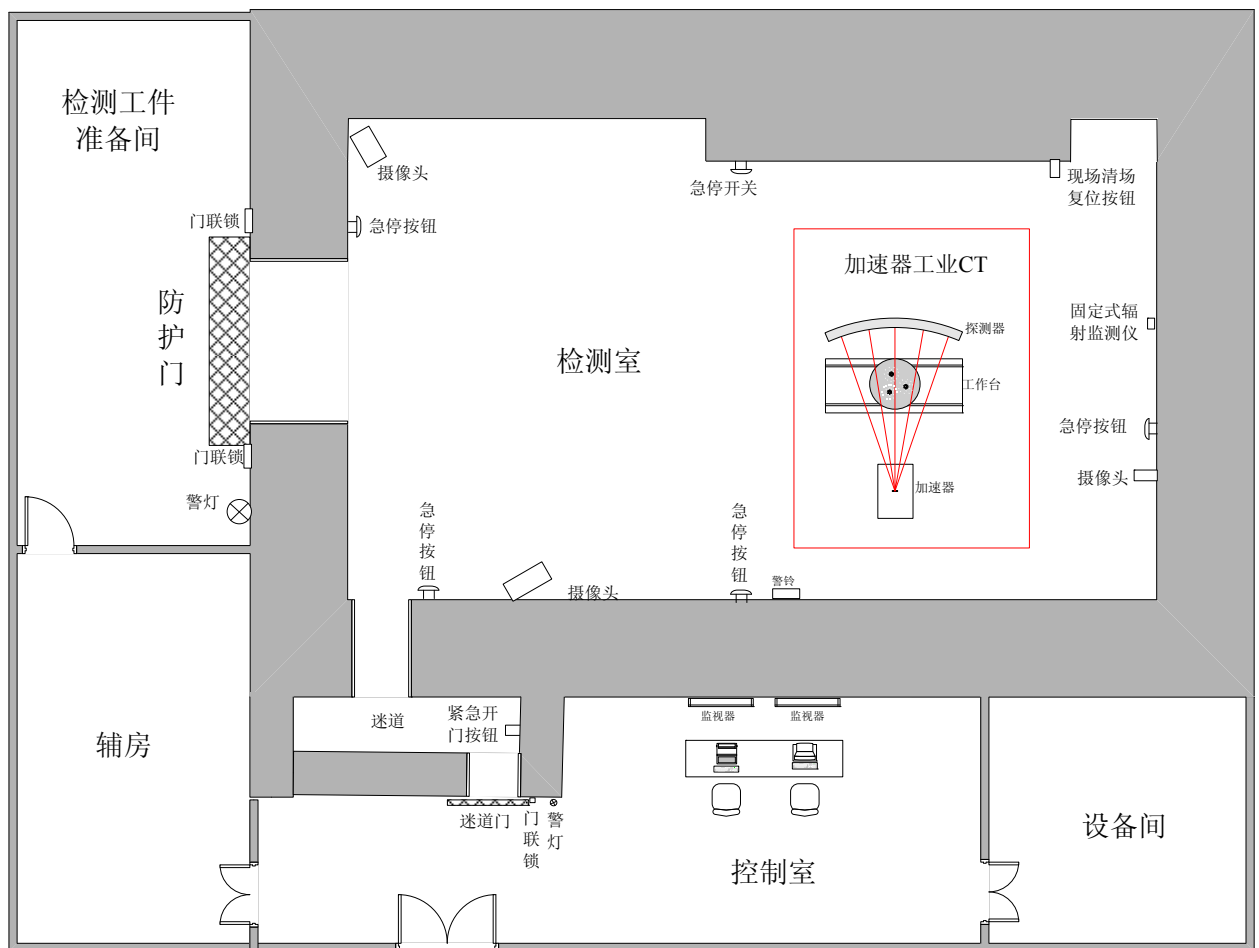 检测工件
准备间
摄像头
急停开关
现场清场
复位按钮
门联锁
急停按钮
加速器工业CT
防护门
固定式辐
射监测仪
探测器
检测室
工作台
急停按钮
门联锁
摄像头
加速器
警灯
急停按钮
急停按钮
警铃
摄像头
迷道
紧急开
门按钮
监视器
监视器
辅房
迷道门
门联锁
警灯
设备间
控制室